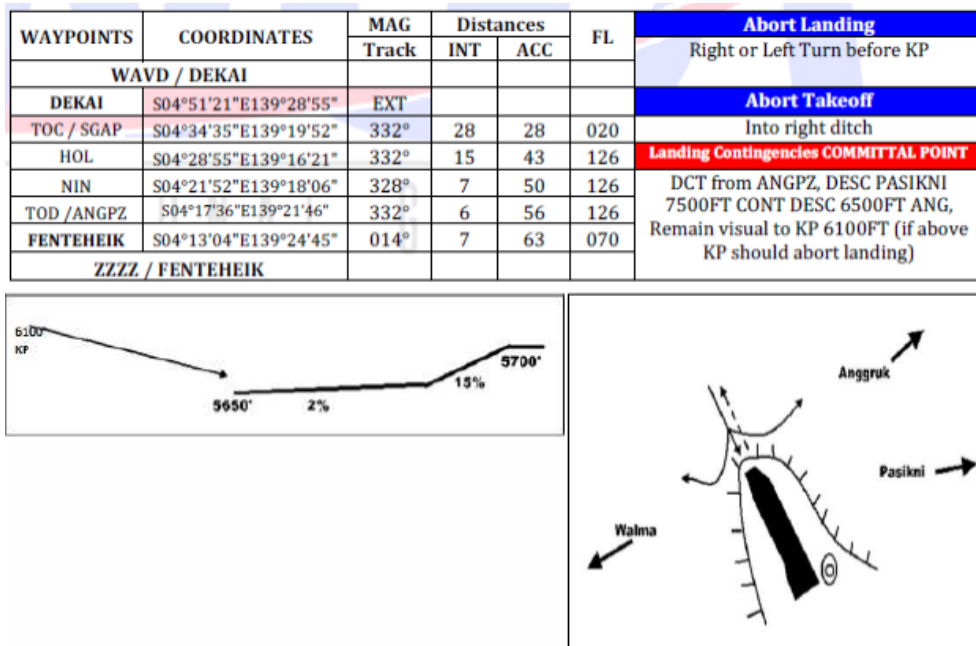 WAYPOINTS COORDINATES MAG Track Distances INT ACC FL
WAVD / DEKAI
DEKAI S04°51'21"E139°28'55" EXT
TOC / SGAP S04°34'35"E139°19'52" 332° 28 28 020
HOL S04°28'55"E139°16'21" 332° 15 43 126
NIN S04°21'52"E139°18'06" 328° 7 50 126
TOD /ANGPZ S04°17'36"E139°21'46" 332° 6 56 126
FENTEHEIK S04°13'04"E139°24'45" 014° 7 63 070
ZZZZ / FENTEHEIK
Abort Landing
Right or Left Turn before KP
Abort Takeoff
Into right ditch
Landing Contingencies COMMITTAL POINT
DCT from ANGPZ, DESC PASIKNI
7500FT CONT DESC 6500FT ANG,
Remain visual to KP 6100FT (if above
KP should abort landing)
6100'
KP
5650'
2%
15%
5700'
Anggruk
Pasikni
Walma